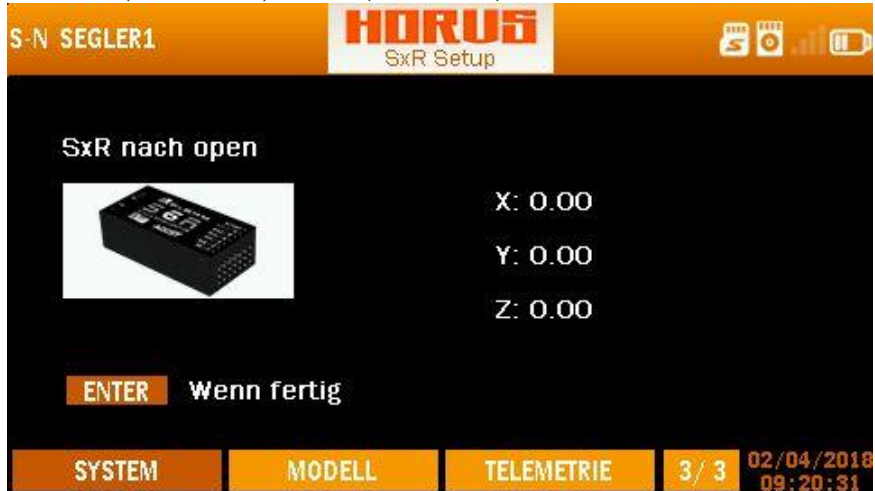 S-N SEGLER1
HORUS
SxR Setup
SxR nach open
X: 0.00
Y: 0.00
Z: 0.00
ENTER Wenn fertig
SYSTEM MODELL TELEMETRIE 3/ 3 02/04/2018
09:20:31